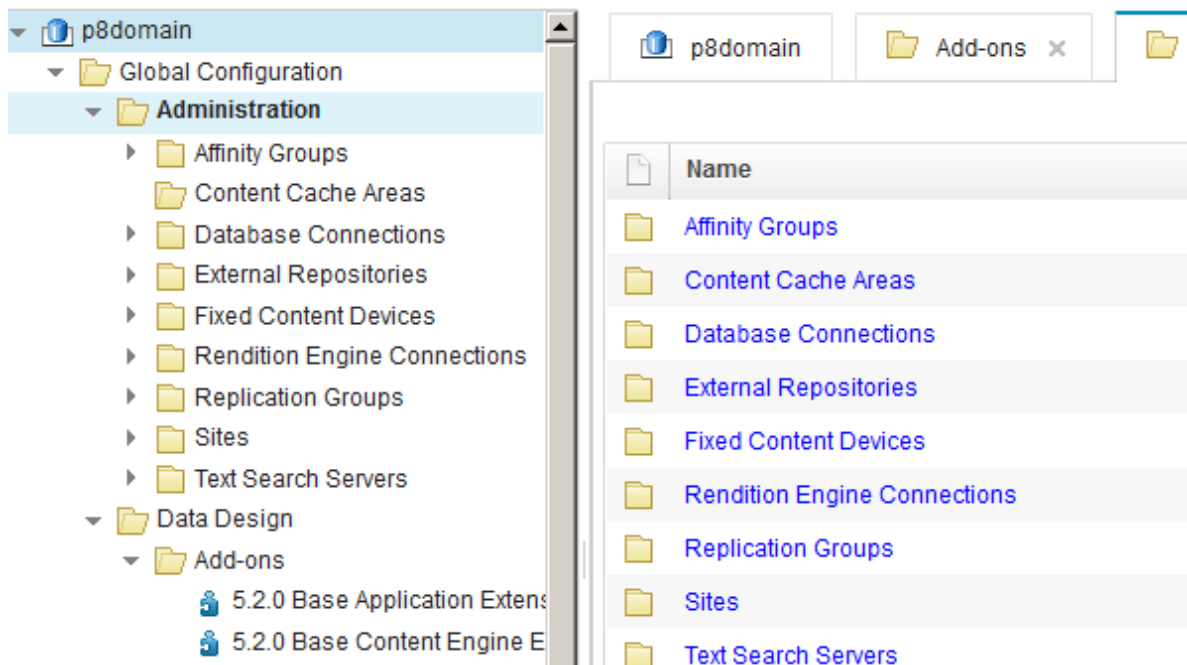 p8domain
Global Configuration
Administration
Affinity Groups
Content Cache Areas
Database Connections
External Repositories
Fixed Content Devices
Rendition Engine Connections
Replication Groups
Sites
Text Search Servers
Data Design
Add-ons
5.2.0 Base Application Extens
5.2.0 Base Content Engine E
p8domain Add-ons
Name
Affinity Groups
Content Cache Areas
Database Connections
External Repositories
Fixed Content Devices
Rendition Engine Connections
Replication Groups
Sites
Text Search Servers